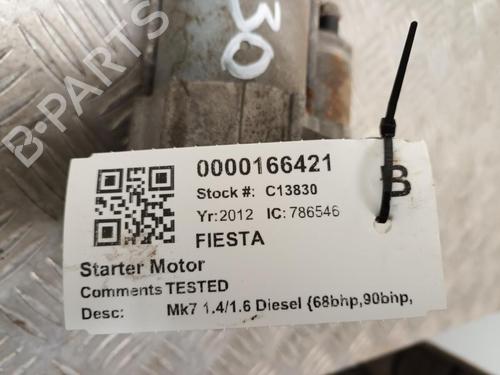 30
B-PARTS
0000166421
Stock #: C13830
B
Yr:2012 IC:786546
FIESTA
Starter Motor
Comments TESTED
Desc: Mk7 1.4/1.6 Diesel {68bhp,90bhp,